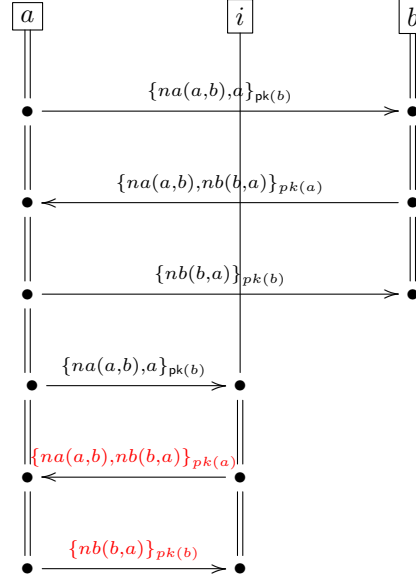 a i b
{na(a,b),a}pk(b)
{na(a,b),nb(b,a)}pk(a)
{nb(b,a)}pk(b)
{na(a,b),a}pk(b)
{na(a,b),nb(b,a)}pk(a)
{nb(b,a)}pk(b)